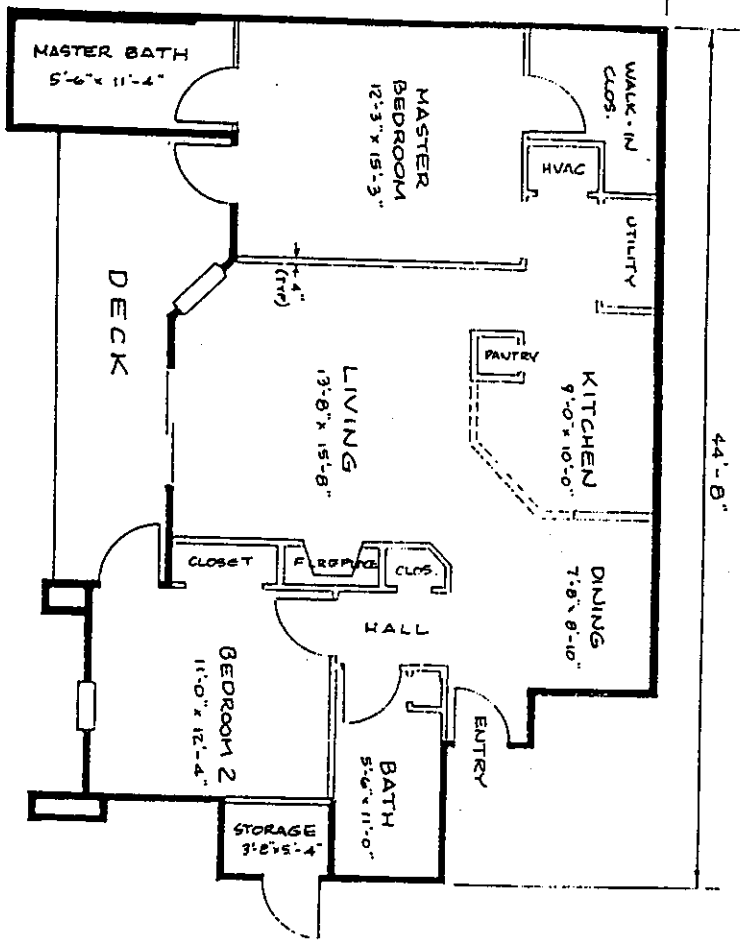 MASTER BATH
5'-6" x 11'-4"
MASTER
BEDROOM
12'-3" x 15'-3"
WALK-IN
CLOS.
HVAC
UTILITY
4"
(TYP)
DECK
PANTRY
KITCHEN
9'-0" x 10'-0"
LIVING
13'-8" x 15'-8"
44'-8"
CLOSET
FIREPLACE
CLOS.
DINING
7'-8" x 8'-10"
HALL
BEDROOM 2
11'-0" x 12'-4"
ENTRY
BATH
5'-6" x 11'-0"
STORAGE
3'-8" x 5'-4"